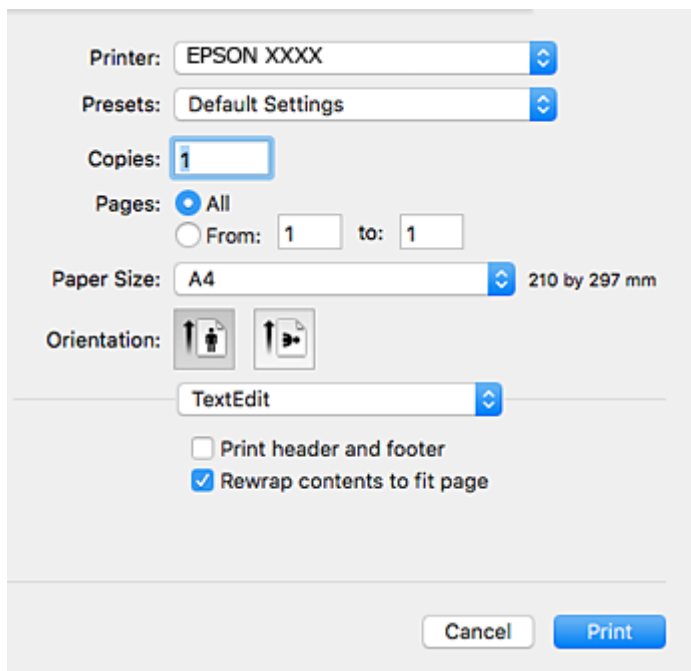 Printer: EPSON XXXX
Presets: Default Settings
Copies: 1
Pages: All
From: 1 to: 1
Paper Size: A4 210 by 297 mm
Orientation:
TextEdit
Print header and footer
Rewrap contents to fit page
Cancel Print